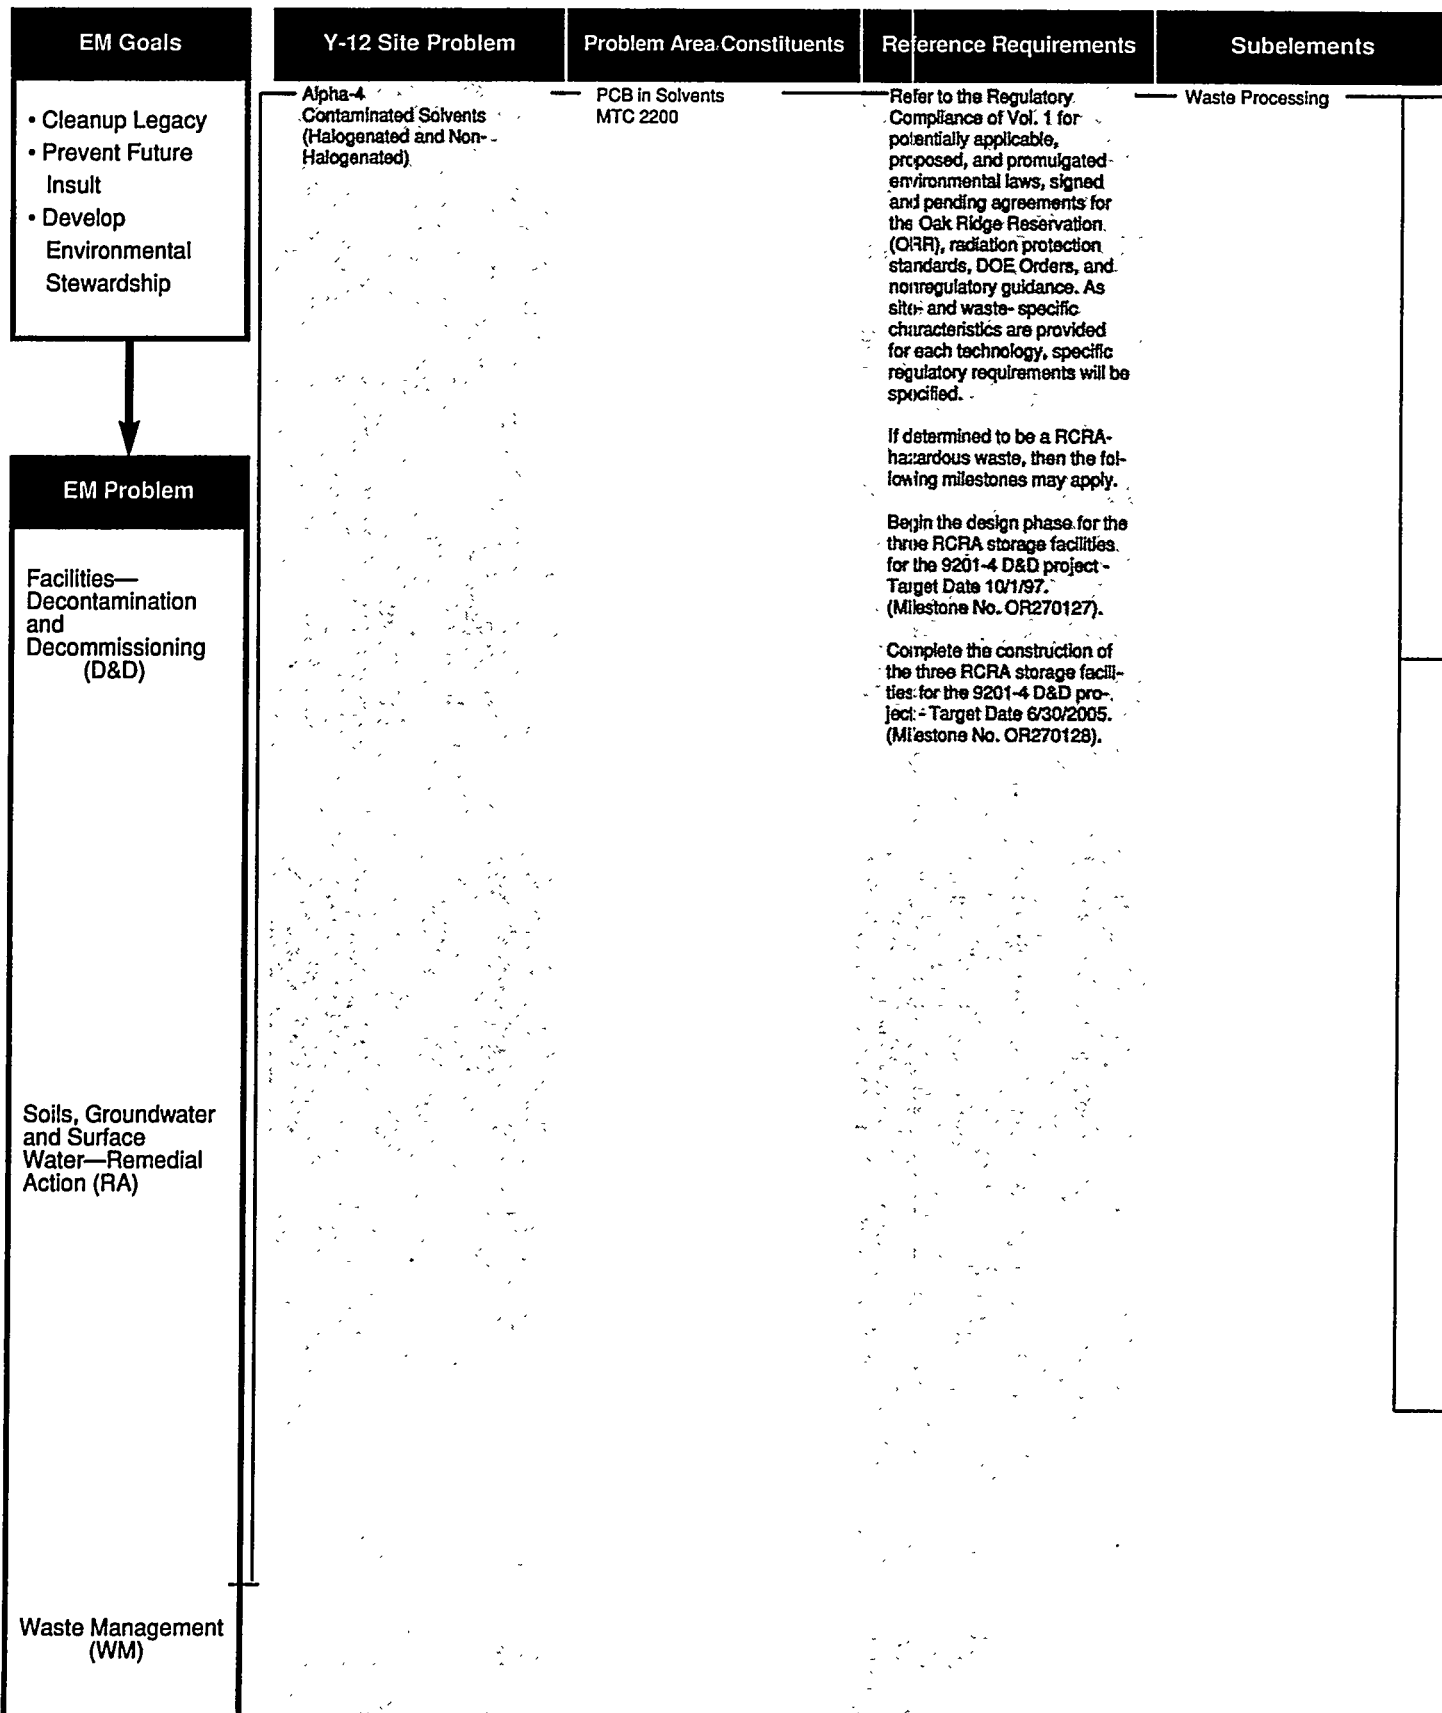 EM Goals
• Cleanup Legacy
• Prevent Future
Insult
• Develop
Environmental
Stewardship
EM Problem
Facilities—
Decontamination
and
Decommissioning
(D&D)
Soils, Groundwater
and Surface
Water—Remedial
Action (RA)
Waste Management
(WM)
Y-12 Site Problem
Alpha-4
Contaminated Solvents
(Halogenated and Non-
Halogenated)
Problem Area Constituents
PCB in Solvents
MTC 2200
Reference Requirements
Refer to the Regulatory
Compliance of Vol. 1 for
potentially applicable,
proposed, and promulgated
environmental laws, signed
and pending agreements for
the Oak Ridge Reservation
(ORR), radiation protection
standards, DOE Orders, and
nonregulatory guidance. As
site- and waste- specific
characteristics are provided
for each technology, specific
regulatory requirements will be
specified.
If determined to be a RCRA-
hazardous waste, then the fol-
lowing milestones may apply.
Begin the design phase for the
three RCRA storage facilities
for the 9201-4 D&D project -
Target Date 10/1/97.
(Milestone No. OR270127).
Complete the construction of
the three RCRA storage facili-
ties for the 9201-4 D&D pro-
ject - Target Date 6/30/2005.
(Milestone No. OR270128).
Subelements
Waste Processing